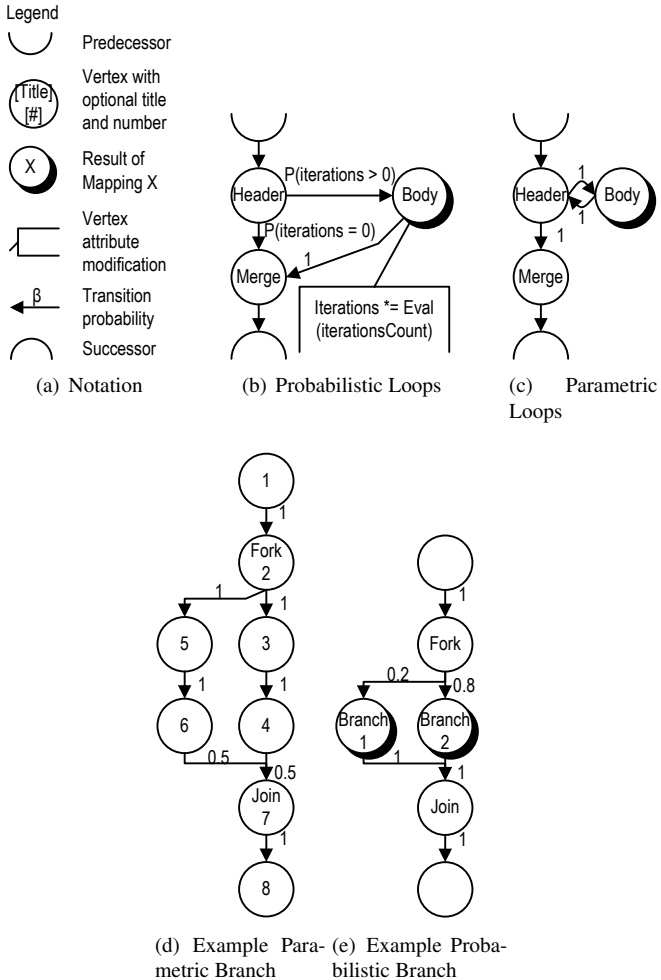 Legend
Predecessor
[Title]
[#]
Vertex with
optional title
and number
X
Result of
Mapping X
Vertex
attribute
modification
β
Transition
probability
Successor
(a) Notation
Header
P(iterations > 0)
Body
P(iterations = 0)
1
Merge
Iterations *= Eval
(iterationsCount)
(b) Probabilistic Loops
1
Header
Body
1
1
Merge
(c) Parametric
Loops
1
1
Fork
2
1
1
5
3
1
1
6
4
0.5
0.5
Join
7
1
8
(d) Example Para-
metric Branch
1
Fork
0.2
0.8
Branch
1
Branch
2
1
1
Join
1
(e) Example Proba-
bilistic Branch